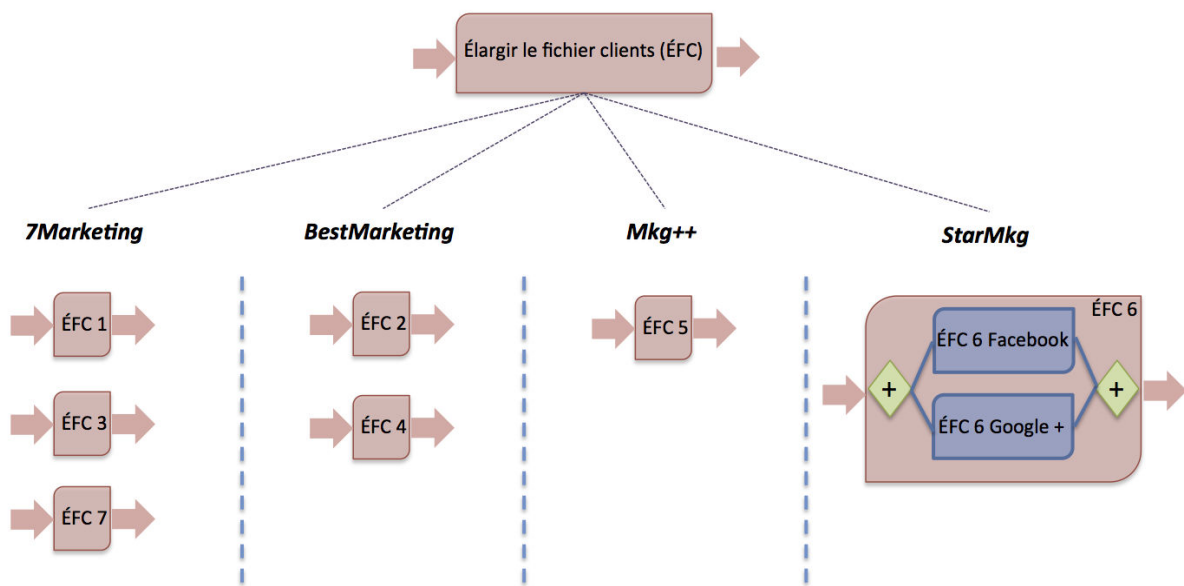 Élargir le fichier clients (ÉFC)
7Marketing
BestMarketing
Mkg++
StarMkg
ÉFC 1
ÉFC 3
ÉFC 7
ÉFC 2
ÉFC 4
ÉFC 5
ÉFC 6
ÉFC 6 Facebook
+
+
ÉFC 6 Google +